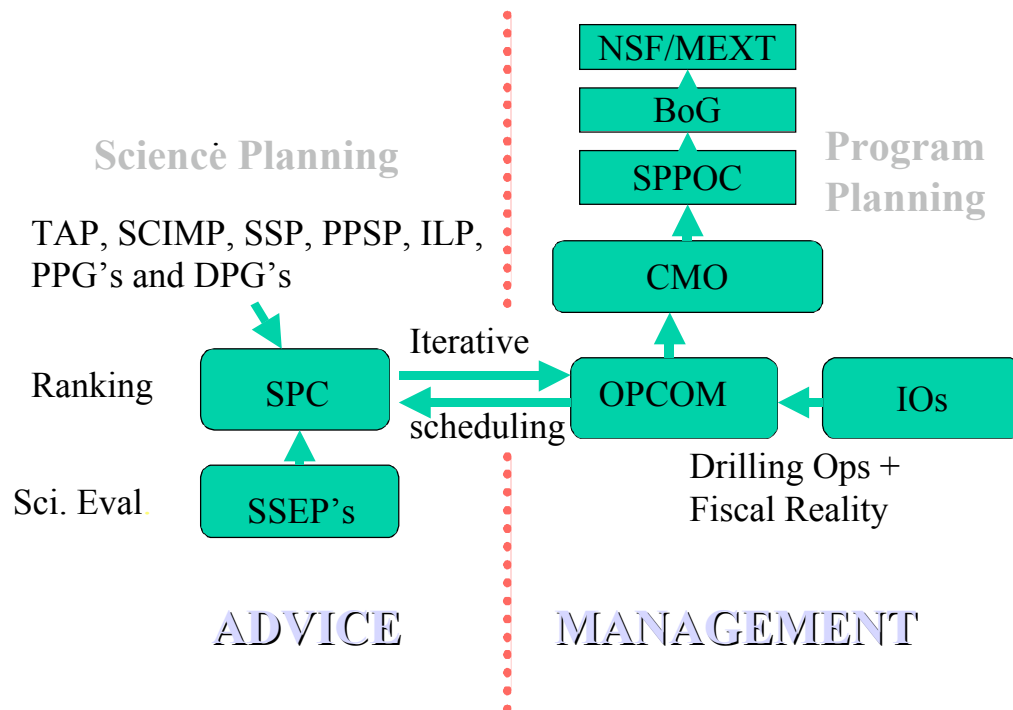 NSF/MEXT
BoG
SPPOC
Science Planning
Program
Planning
TAP, SCIMP, SSP, PPSP, ILP,
PPG’s and DPG’s
CMO
Iterative
Ranking
SPC
OPCOM
IOs
scheduling
Drilling Ops +
Fiscal Reality
Sci. Eval.
SSEP’s
ADVICE
MANAGEMENT